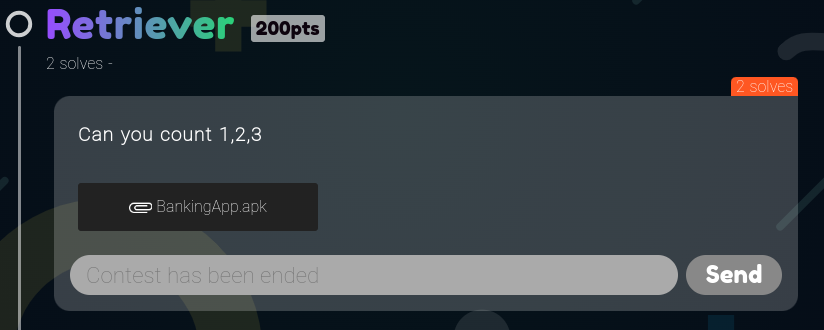 Retriever 200pts
2 solves -
2 solves
Can you count 1,2,3
BankingApp.apk
Contest has been ended
Send